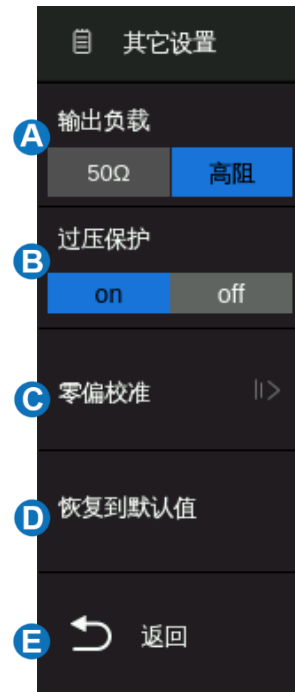 其它设置
A
输出负载
50Ω 高阻
B
过压保护
on off
C
零偏校准
D
恢复到默认值
E
返回